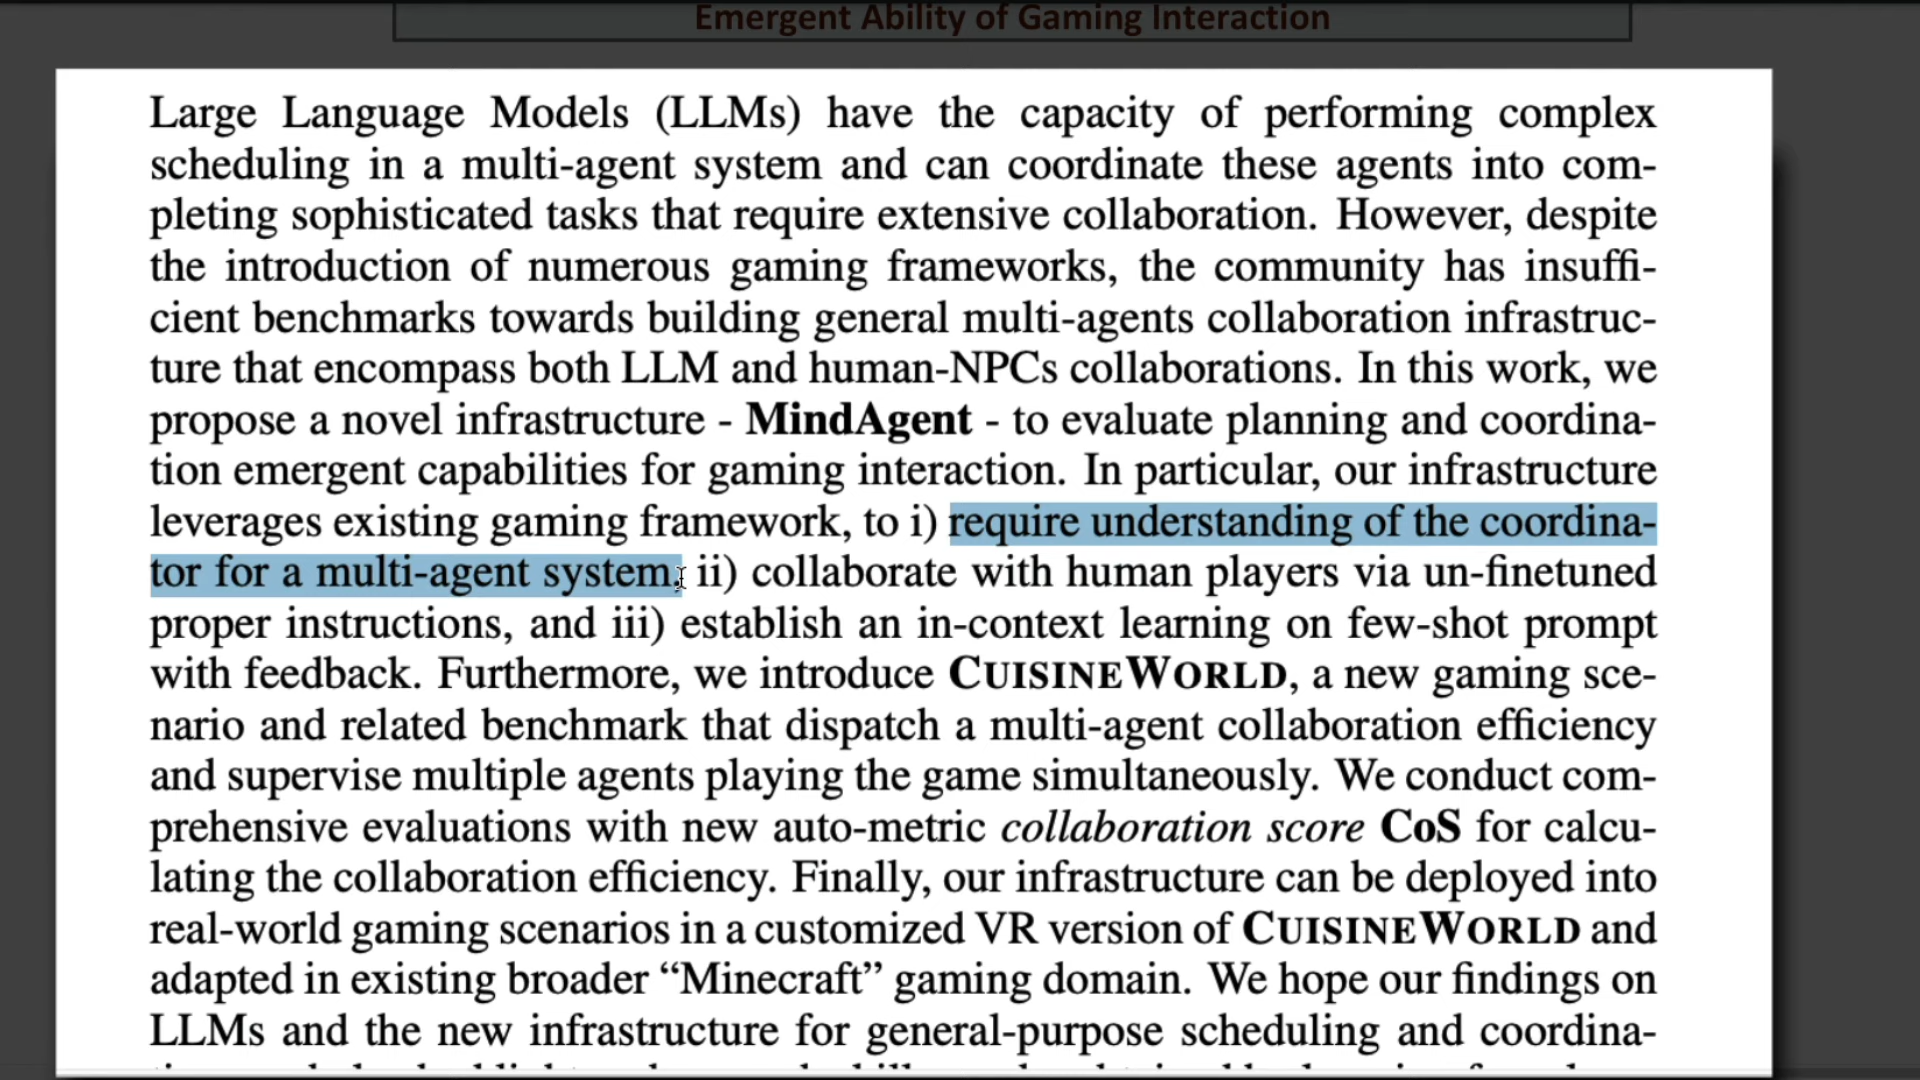 Emergent Ability of Gaming Interaction
Large Language Models (LLMs) have the capacity of performing complex
scheduling in a multi-agent system and can coordinate these agents into com-
pleting sophisticated tasks that require extensive collaboration. However, despite
the introduction of numerous gaming frameworks, the community has insuffi-
cient benchmarks towards building general multi-agents collaboration infrastruc-
ture that encompass both LLM and human-NPCs collaborations. In this work, we
propose a novel infrastructure - MindAgent - to evaluate planning and coordina-
tion emergent capabilities for gaming interaction. In particular, our infrastructure
leverages existing gaming framework, to i) require understanding of the coordina-
tor for a multi-agent system, ii) collaborate with human players via un-finetuned
proper instructions, and iii) establish an in-context learning on few-shot prompt
with feedback. Furthermore, we introduce CUISINEWORLD, a new gaming sce-
nario and related benchmark that dispatch a multi-agent collaboration efficiency
and supervise multiple agents playing the game simultaneously. We conduct com-
prehensive evaluations with new auto-metric collaboration score CoS for calcu-
lating the collaboration efficiency. Finally, our infrastructure can be deployed into
real-world gaming scenarios in a customized VR version of CUISINEWORLD and
adapted in existing broader “Minecraft” gaming domain. We hope our findings on
LLMs and the new infrastructure for general-purpose scheduling and coordina-